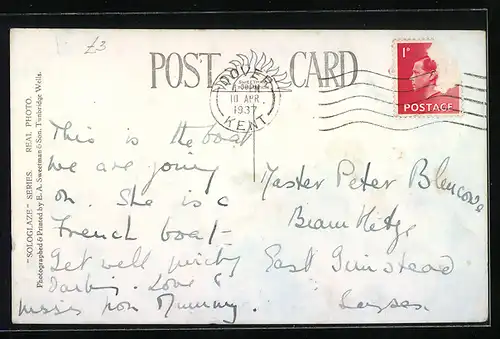 £3
POST CARD
DOVER
KENT
10 APR
1937
1D
POSTAGE
"SOLOGLAZE" SERIES. REAL PHOTO.
Photographed & Printed by E. A. Sweetman & Son, Tunbridge Wells.
This is the boat
we are going
on. She is a
French boat –
Get well quickly
Darling. Love &
kisses from Mummy.
Master Peter Blencowe
East Grinstead
Sussex